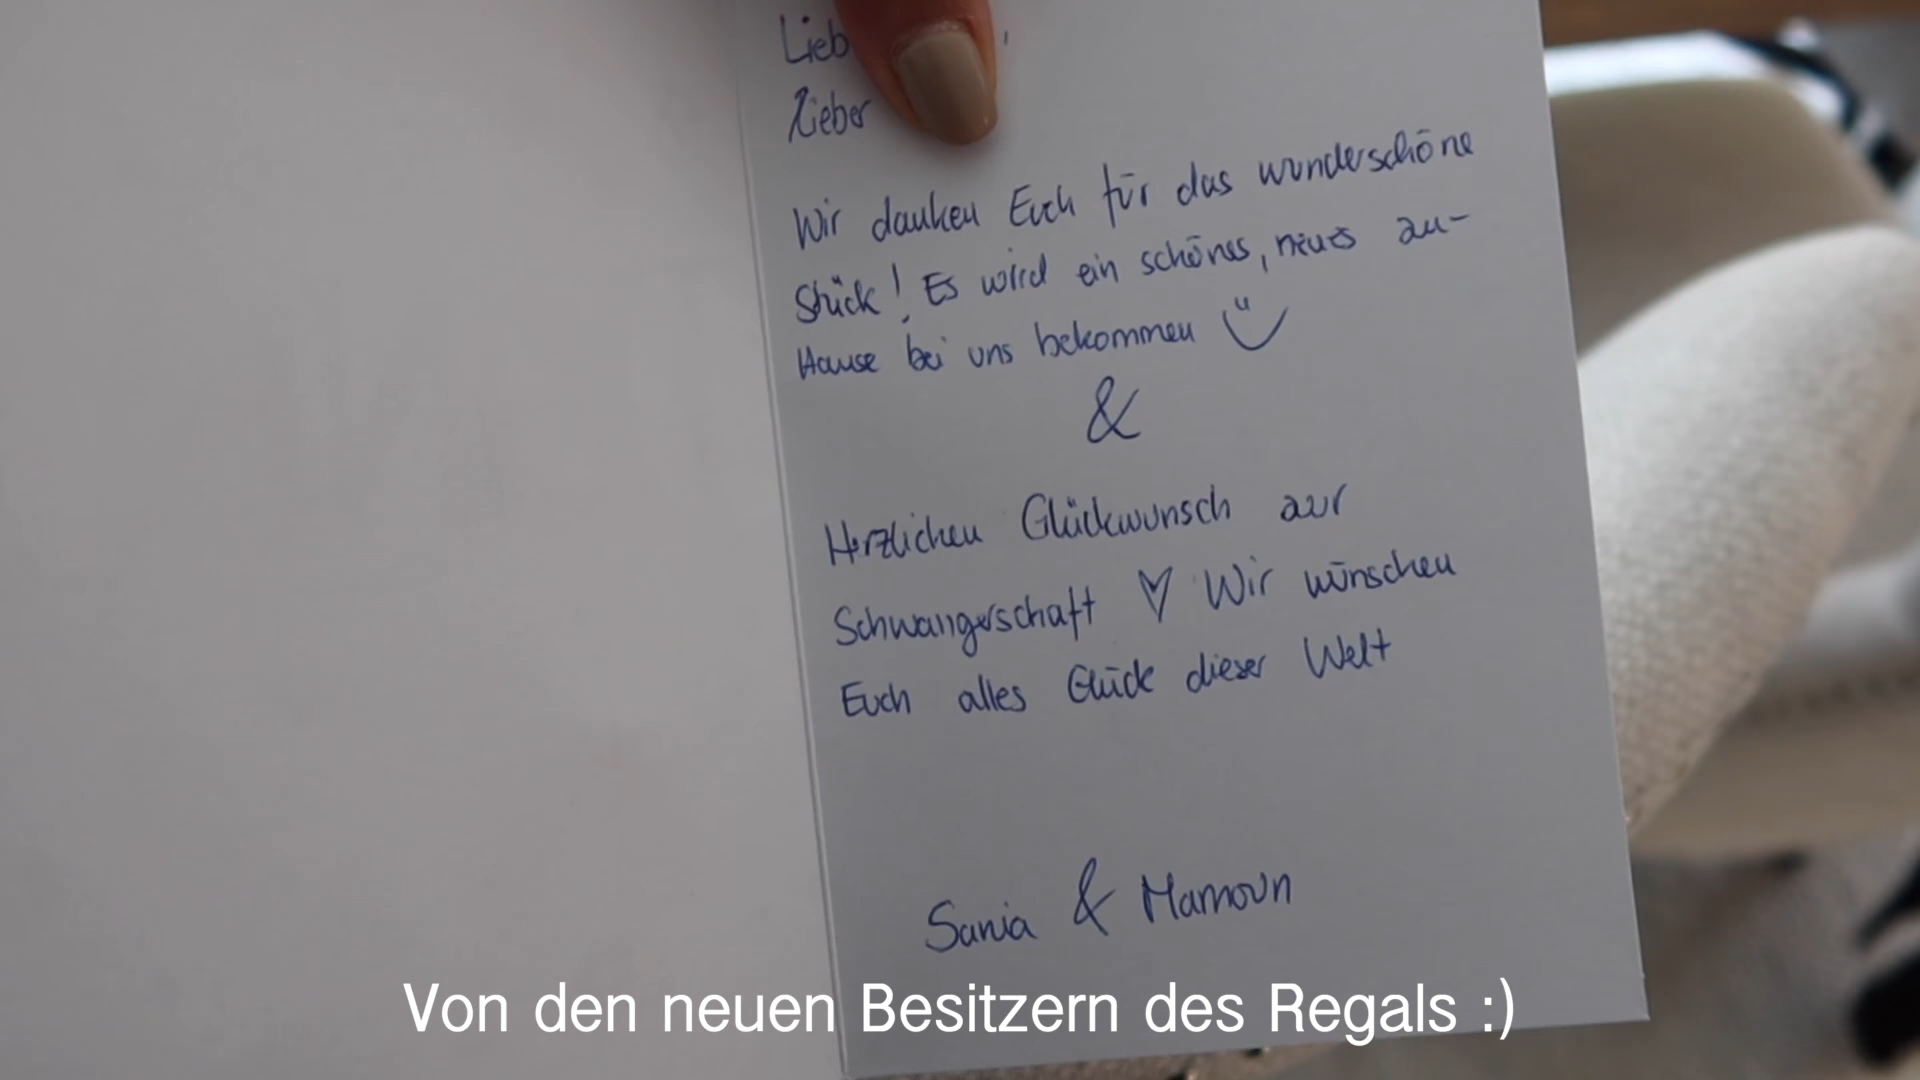 Lieb
Lieber
Wir danken Euch für das wunderschöne
Stück! Es wird ein schönes, neues zu-
Hause bei uns bekommen
&
Herzlichen Glückwunsch zur
Schwangerschaft ♡ Wir wünschen
Euch alles Glück dieser Welt
Sania & Mamoun
Von den neuen Besitzern des Regals :)